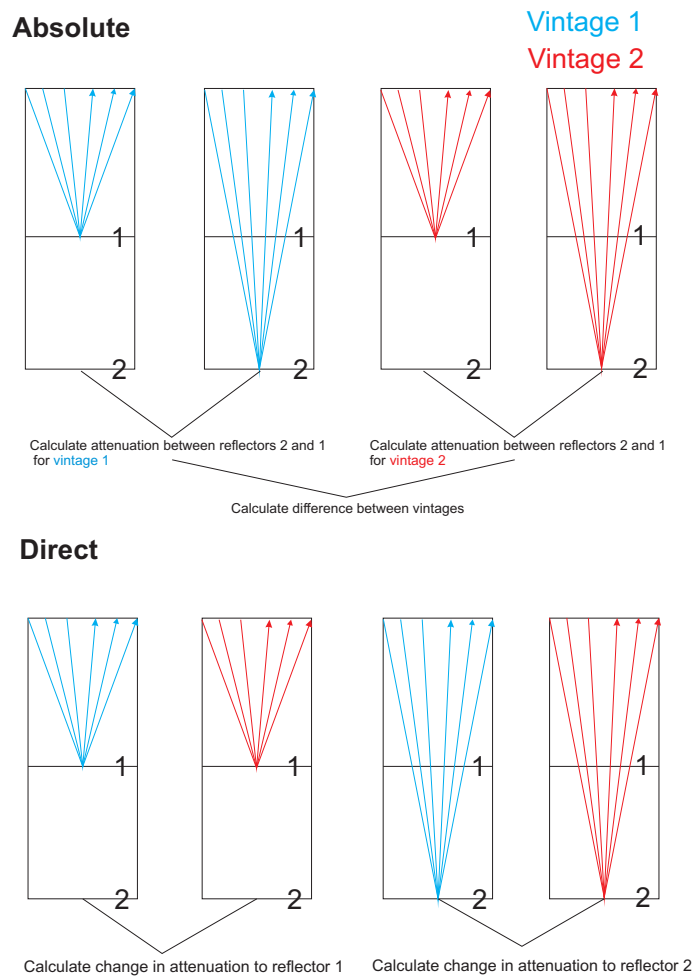 Absolute
Vintage 1
Vintage 2
1
1
1
1
2
2
2
2
Calculate attenuation between reflectors 2 and 1
for vintage 1
Calculate attenuation between reflectors 2 and 1
for vintage 2
Calculate difference between vintages
Direct
1
1
1
1
2
2
2
2
Calculate change in attenuation to reflector 1
Calculate change in attenuation to reflector 2